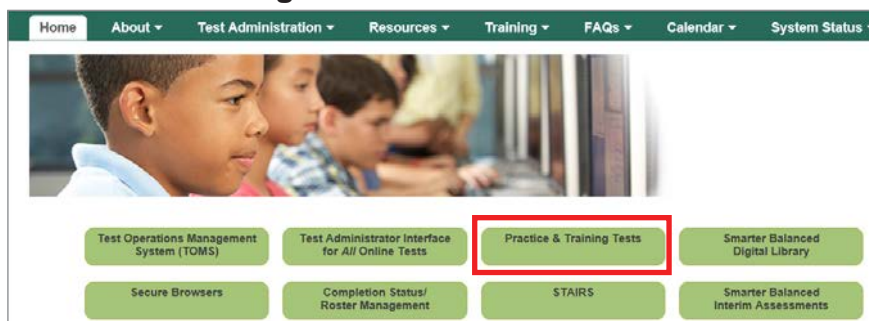 Home About Test Administration Resources Training FAQs Calendar System Status
Test Operations Management Test Administrator Interface Practice & Training Tests Smarter Balanced
System (TOMS) for All Online Tests Digital Library
Secure Browsers Completion Status/ STAIRS Smarter Balanced
Roster Management Interim Assessments